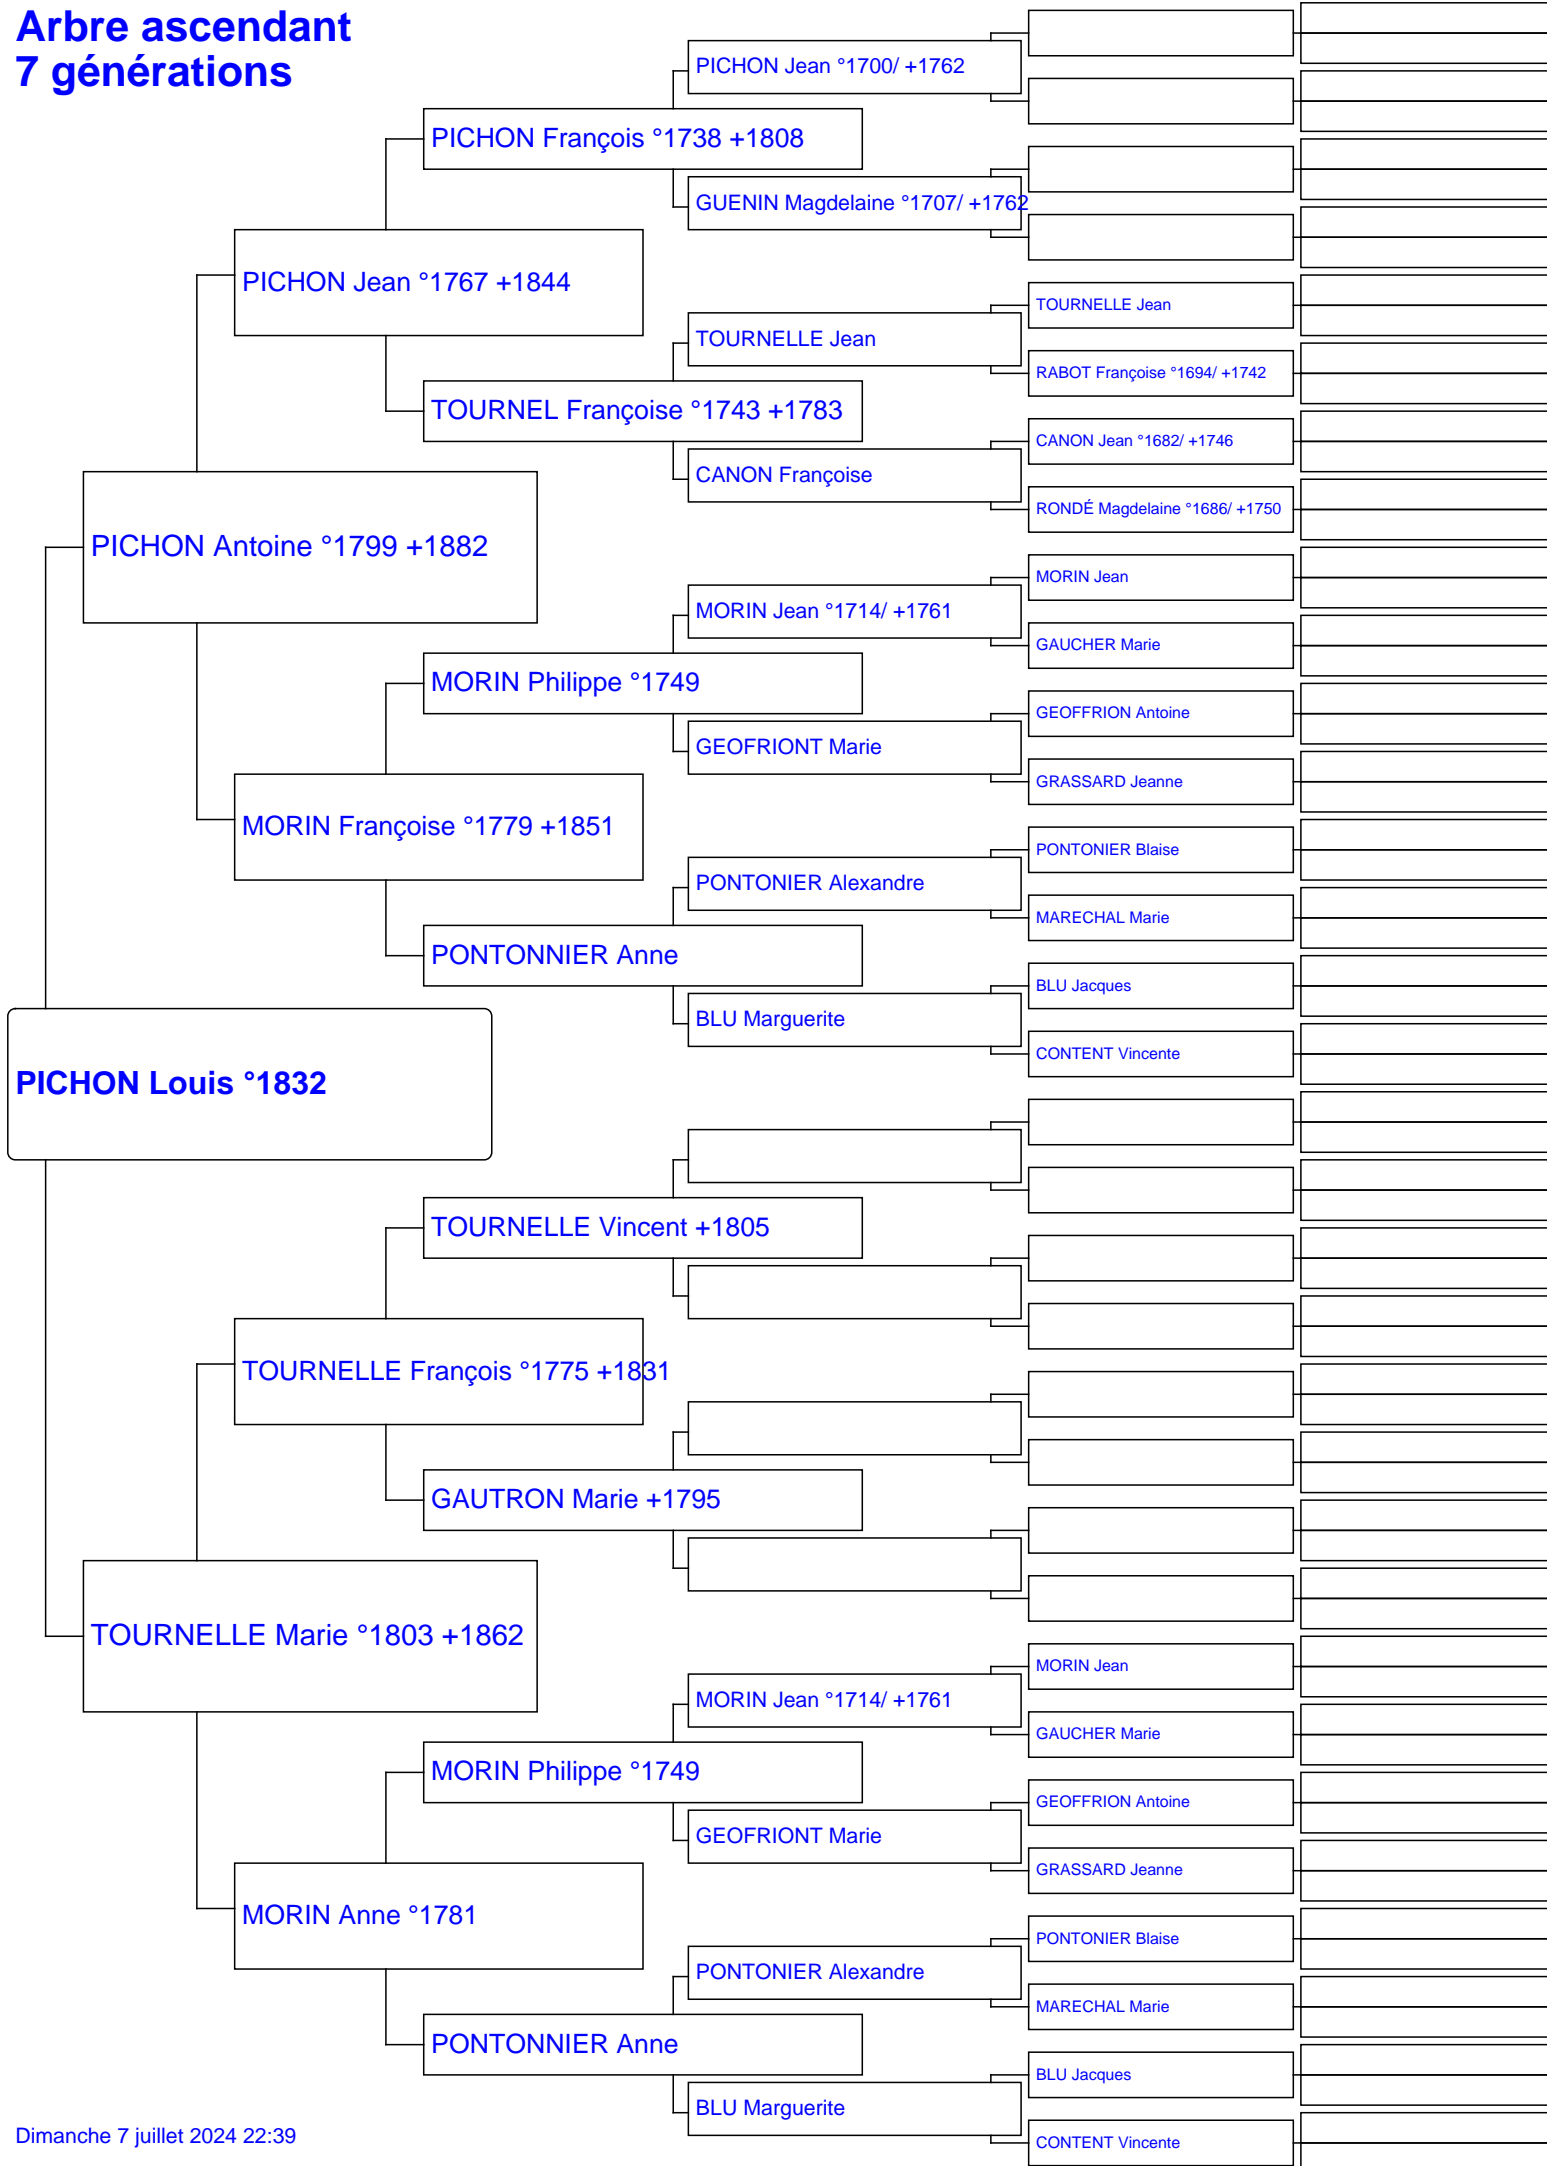 Arbre ascendant
7 générations
PICHON Jean °1700/ +1762
PICHON François °1738 +1808
GUENIN Magdelaine °1707/ +1762
PICHON Jean °1767 +1844
TOURNELLE Jean
TOURNELLE Jean
RABOT Françoise °1694/ +1742
TOURNEL Françoise °1743 +1783
CANON Jean °1682/ +1746
CANON Françoise
RONDÉ Magdelaine °1686/ +1750
PICHON Antoine °1799 +1882
MORIN Jean
MORIN Jean °1714/ +1761
GAUCHER Marie
MORIN Philippe °1749
GEOFFRION Antoine
GEOFRIONT Marie
GRASSARD Jeanne
MORIN Françoise °1779 +1851
PONTONIER Blaise
PONTONIER Alexandre
MARECHAL Marie
PONTONNIER Anne
BLU Jacques
BLU Marguerite
CONTENT Vincente
PICHON Louis °1832
TOURNELLE Vincent +1805
TOURNELLE François °1775 +1831
GAUTRON Marie +1795
TOURNELLE Marie °1803 +1862
MORIN Jean
MORIN Jean °1714/ +1761
GAUCHER Marie
MORIN Philippe °1749
GEOFFRION Antoine
GEOFRIONT Marie
GRASSARD Jeanne
MORIN Anne °1781
PONTONIER Blaise
PONTONIER Alexandre
MARECHAL Marie
PONTONNIER Anne
BLU Jacques
BLU Marguerite
CONTENT Vincente
Dimanche 7 juillet 2024 22:39